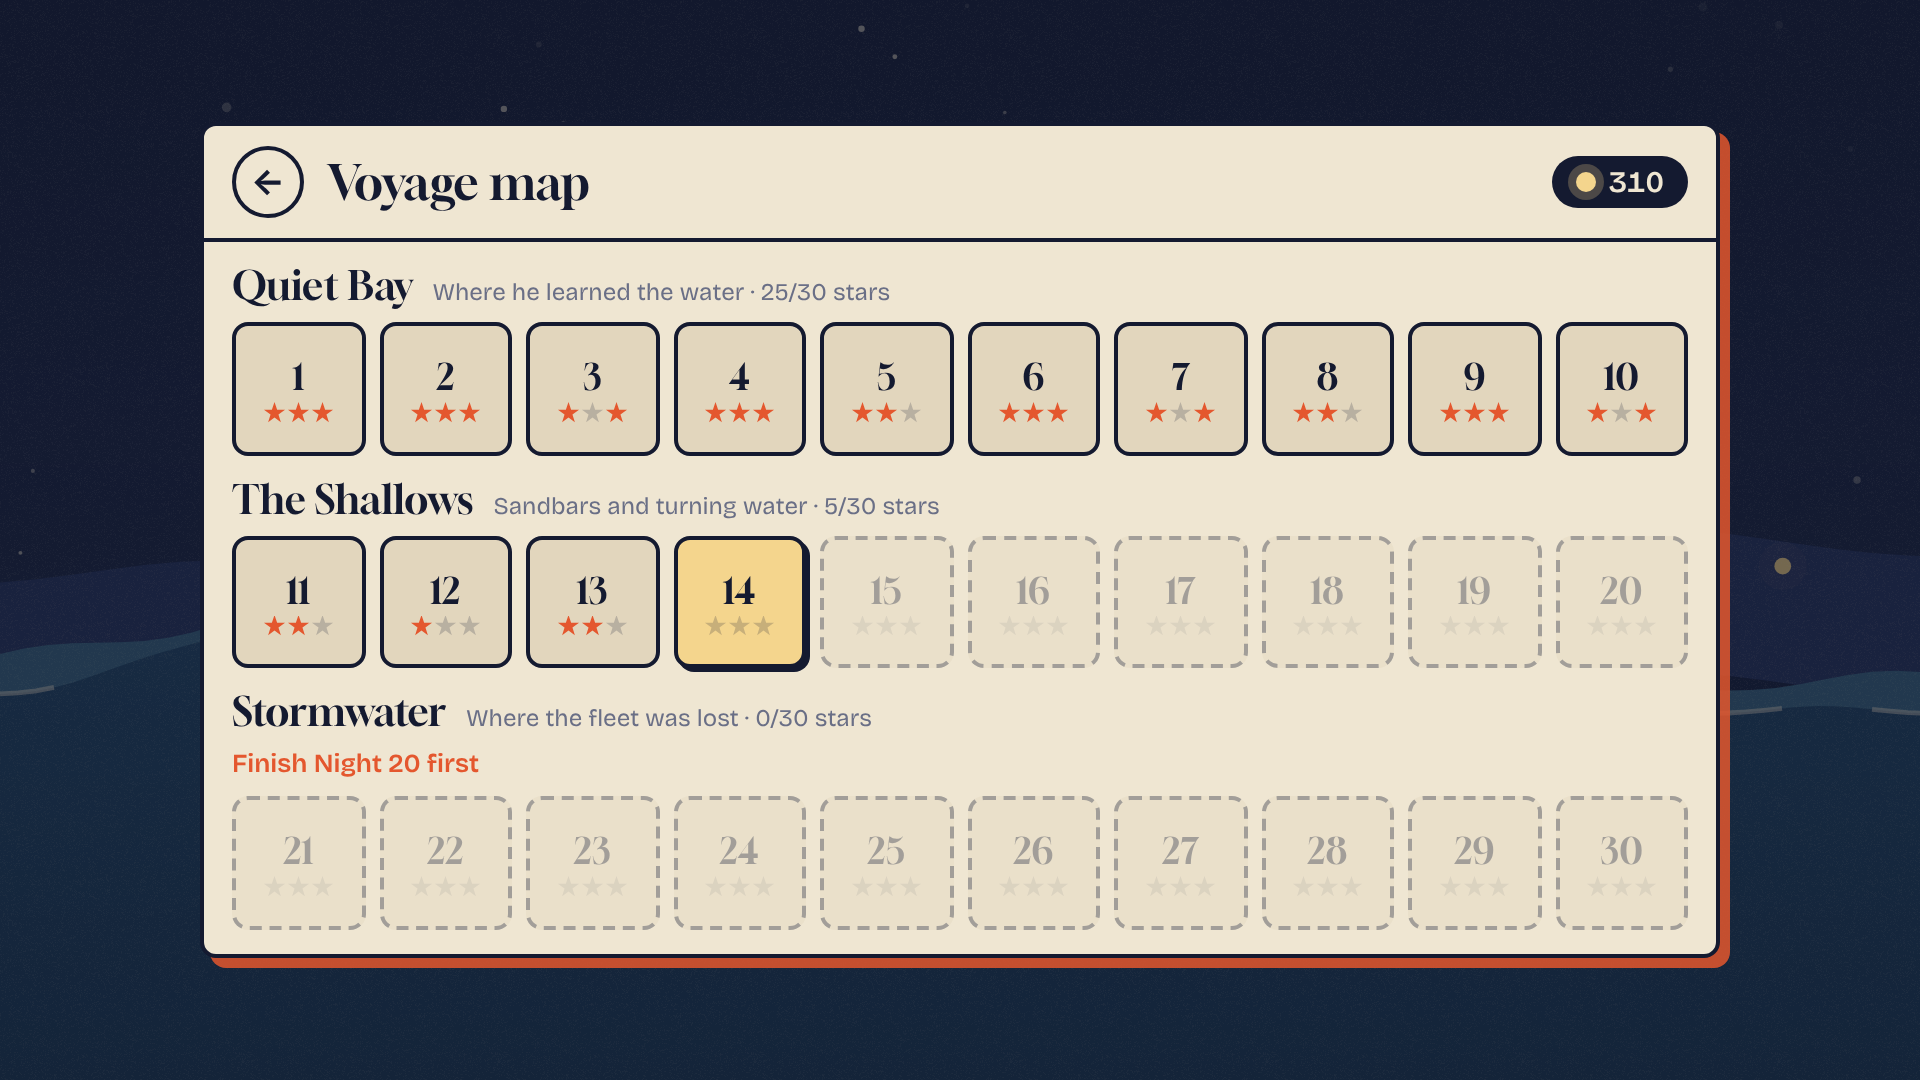 Voyage map
310
Quiet Bay Where he learned the water · 25/30 stars
1 2 3 4 5 6 7 8 9 10
The Shallows Sandbars and turning water · 5/30 stars
11 12 13 14 15 16 17 18 19 20
Stormwater Where the fleet was lost · 0/30 stars
Finish Night 20 first
21 22 23 24 25 26 27 28 29 30